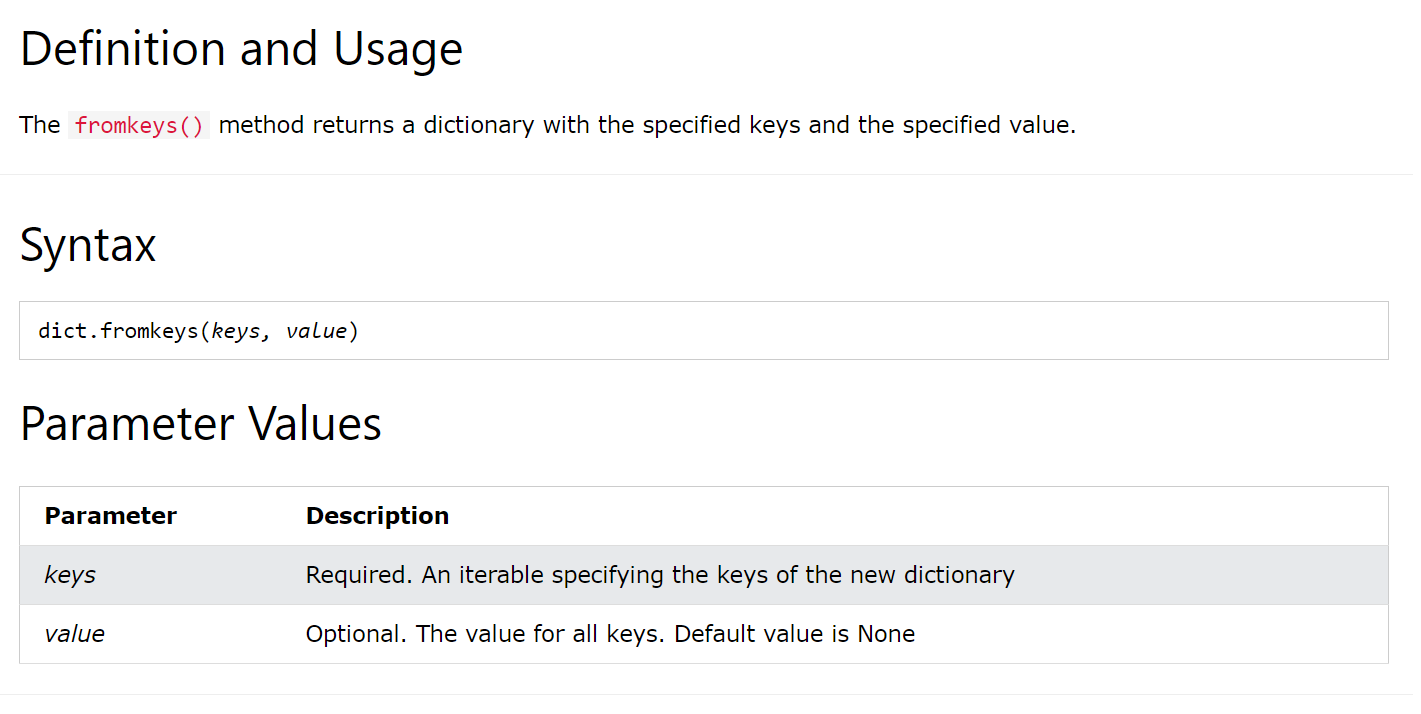 Definition and Usage
The fromkeys() method returns a dictionary with the specified keys and the specified value.
Syntax
dict.fromkeys(keys, value)
Parameter Values
Parameter Description
keys Required. An iterable specifying the keys of the new dictionary
value Optional. The value for all keys. Default value is None